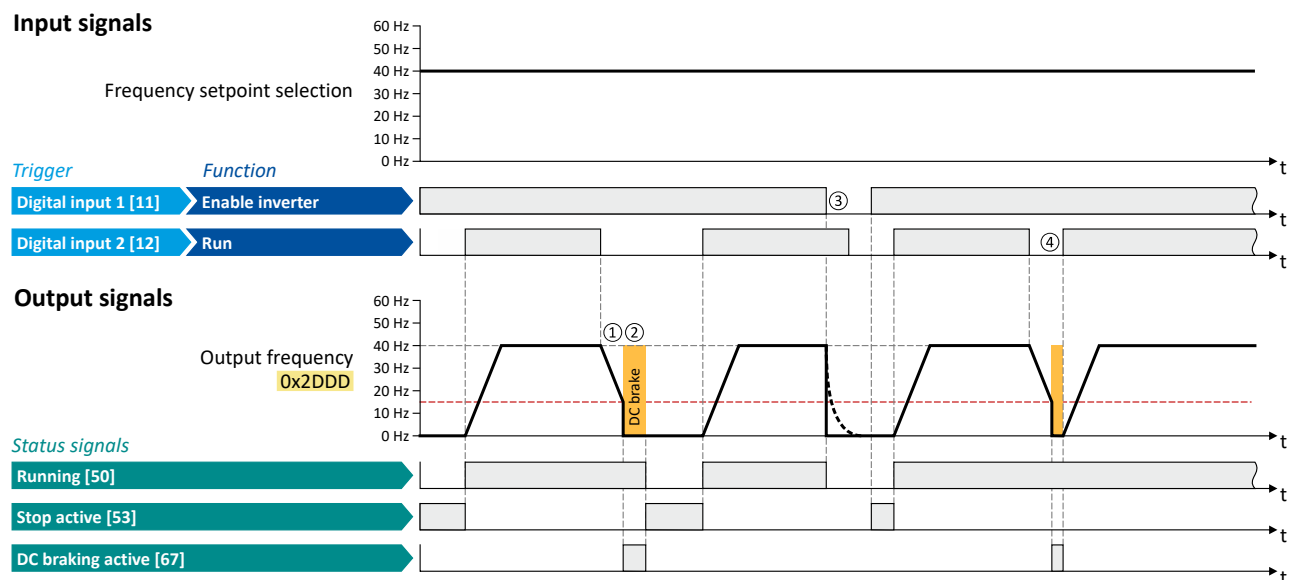 Input signals
60 Hz
50 Hz
40 Hz
Frequency setpoint selection
30 Hz
20 Hz
10 Hz
0 Hz
t
Trigger
Function
Digital input 1 [11]
Enable inverter
③
t
Digital input 2 [12]
Run
④
t
Output signals
60 Hz
50 Hz
① ②
40 Hz
Output frequency
0x2DDD
30 Hz
20 Hz
10 Hz
0 Hz
DC brake
t
Status signals
Running [50]
t
Stop active [53]
t
DC braking active [67]
t